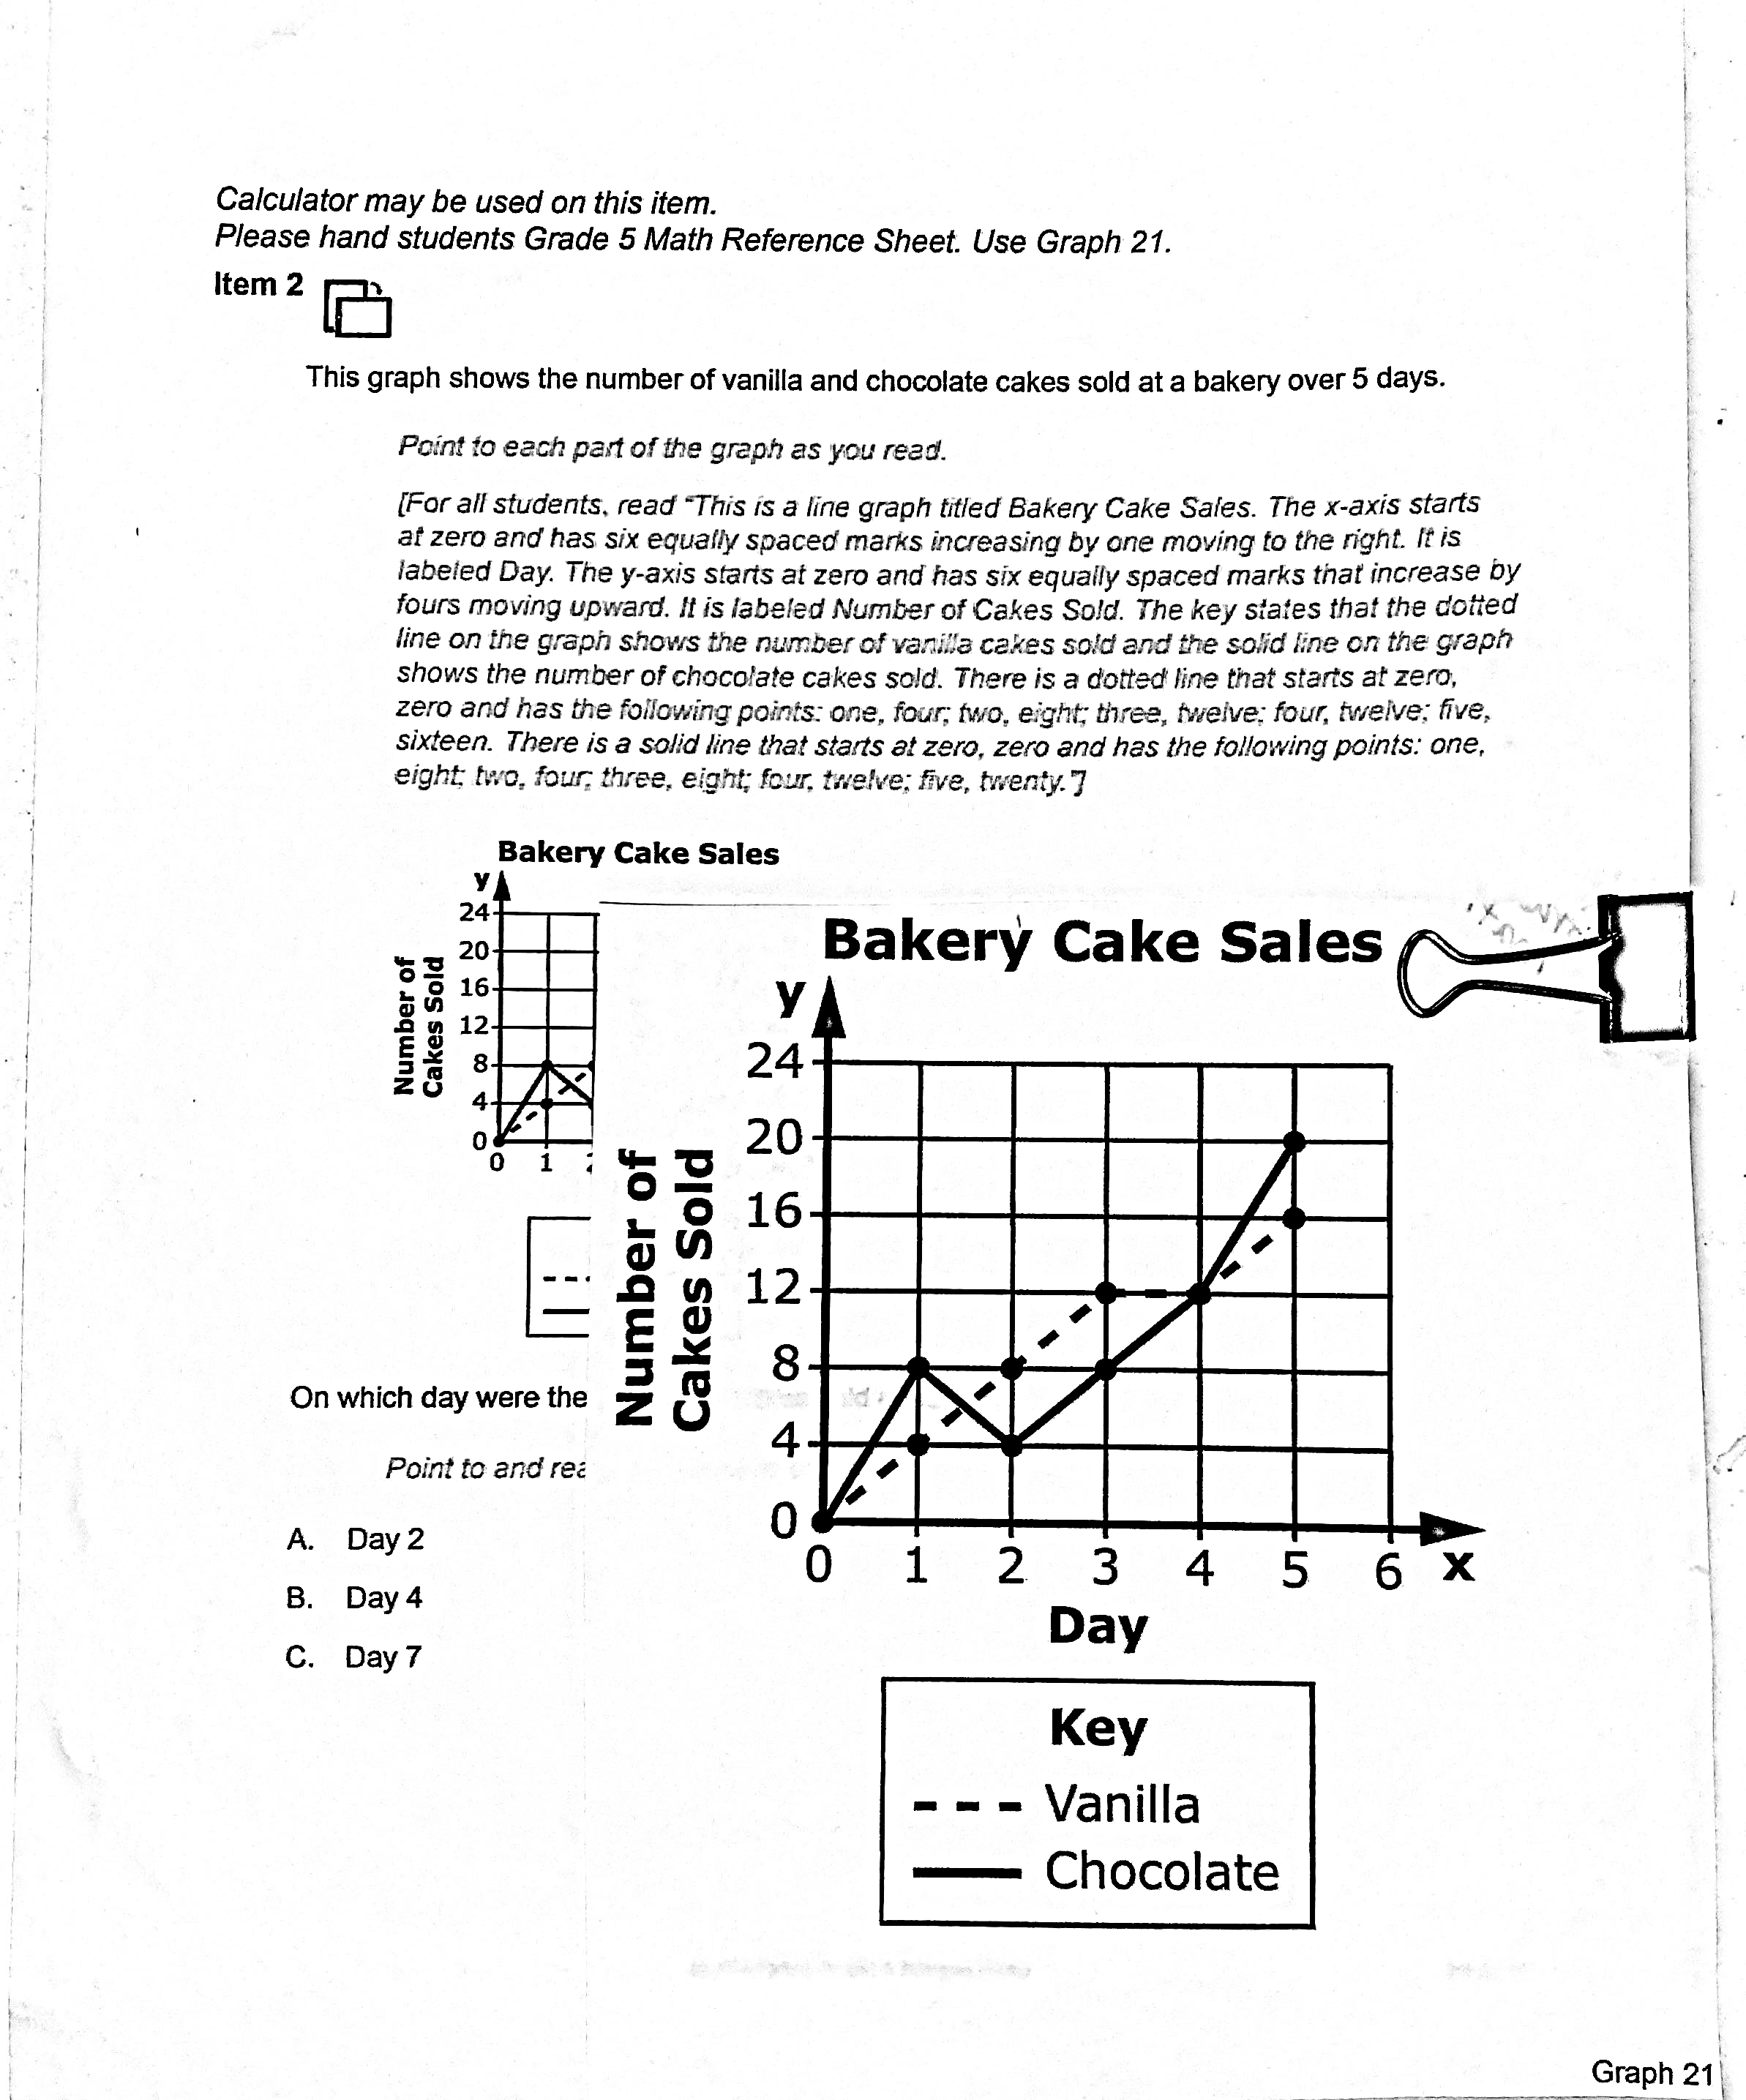 Calculator may be used on this item.
Please hand students Grade 5 Math Reference Sheet. Use Graph 21.
Item 2
This graph shows the number of vanilla and chocolate cakes sold at a bakery over 5 days.
Point to each part of the graph as you read.
[For all students, read "This is a line graph titled Bakery Cake Sales. The x-axis starts
at zero and has six equally spaced marks increasing by one moving to the right. It is
labeled Day. The y-axis starts at zero and has six equally spaced marks that increase by
fours moving upward. It is labeled Number of Cakes Sold. The key states that the dotted
line on the graph shows the number of vanilla cakes sold and the solid line on the graph
shows the number of chocolate cakes sold. There is a dotted line that starts at zero,
zero and has the following points: one, four; two, eight; three, twelve; four, twelve; five,
sixteen. There is a solid line that starts at zero, zero and has the following points: one,
eight; two, four; three, eight; four, twelve; five, twenty."]
Bakery Cake Sales
y
24
20
16
12
8
4
0
0 1
Number of
Cakes Sold
On which day were the
Point to and
A. Day 2
B. Day 4
C. Day 7
Bakery Cake Sales
y
24
20
16
12
8
4
0
0 1 2 3 4 5 6 x
Number of
Cakes Sold
Day
Key
Vanilla
Chocolate
Graph 21